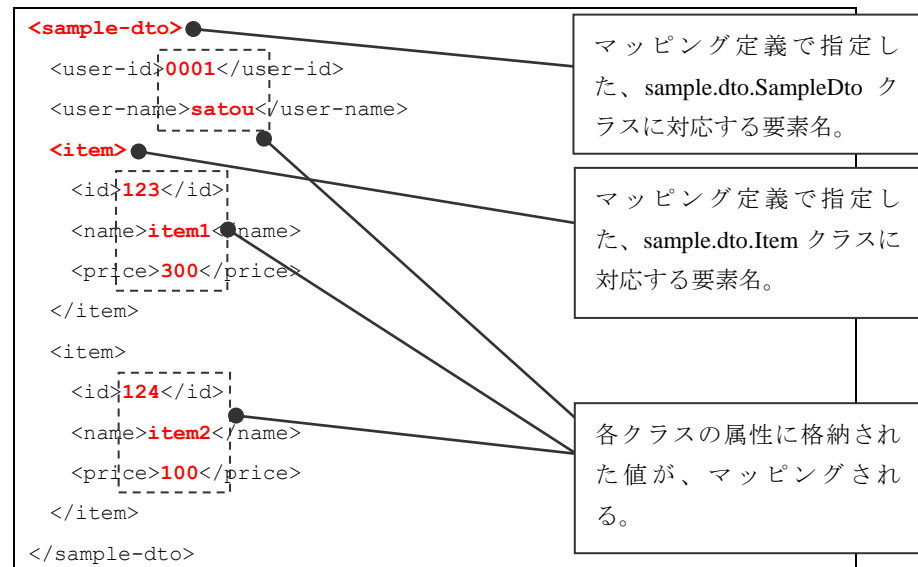 <sample-dto>
<user-id>0001</user-id>
<user-name>satou</user-name>
<item>
<id>123</id>
<name>item1</name>
<price>300</price>
</item>
<item>
<id>124</id>
<name>item2</name>
<price>100</price>
</item>
</sample-dto>
マッピング定義で指定し
た、sample.dto.SampleDto ク
ラスに対応する要素名。
マッピング定義で指定し
た、sample.dto.Item クラスに
対応する要素名。
各クラスの属性に格納され
た値が、マッピングされ
る。